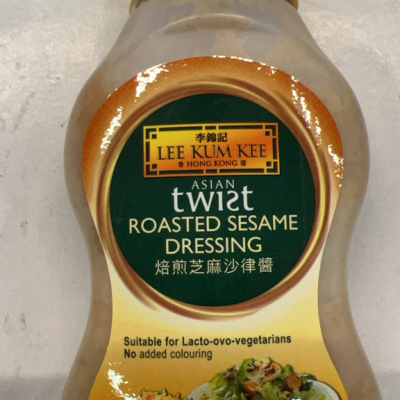 李錦記
LEE KUM KEE
香 HONG KONG 港
ASIAN
twist
ROASTED SESAME
DRESSING
焙煎芝麻沙律醬
Suitable for Lacto-ovo-vegetarians
No added colouring